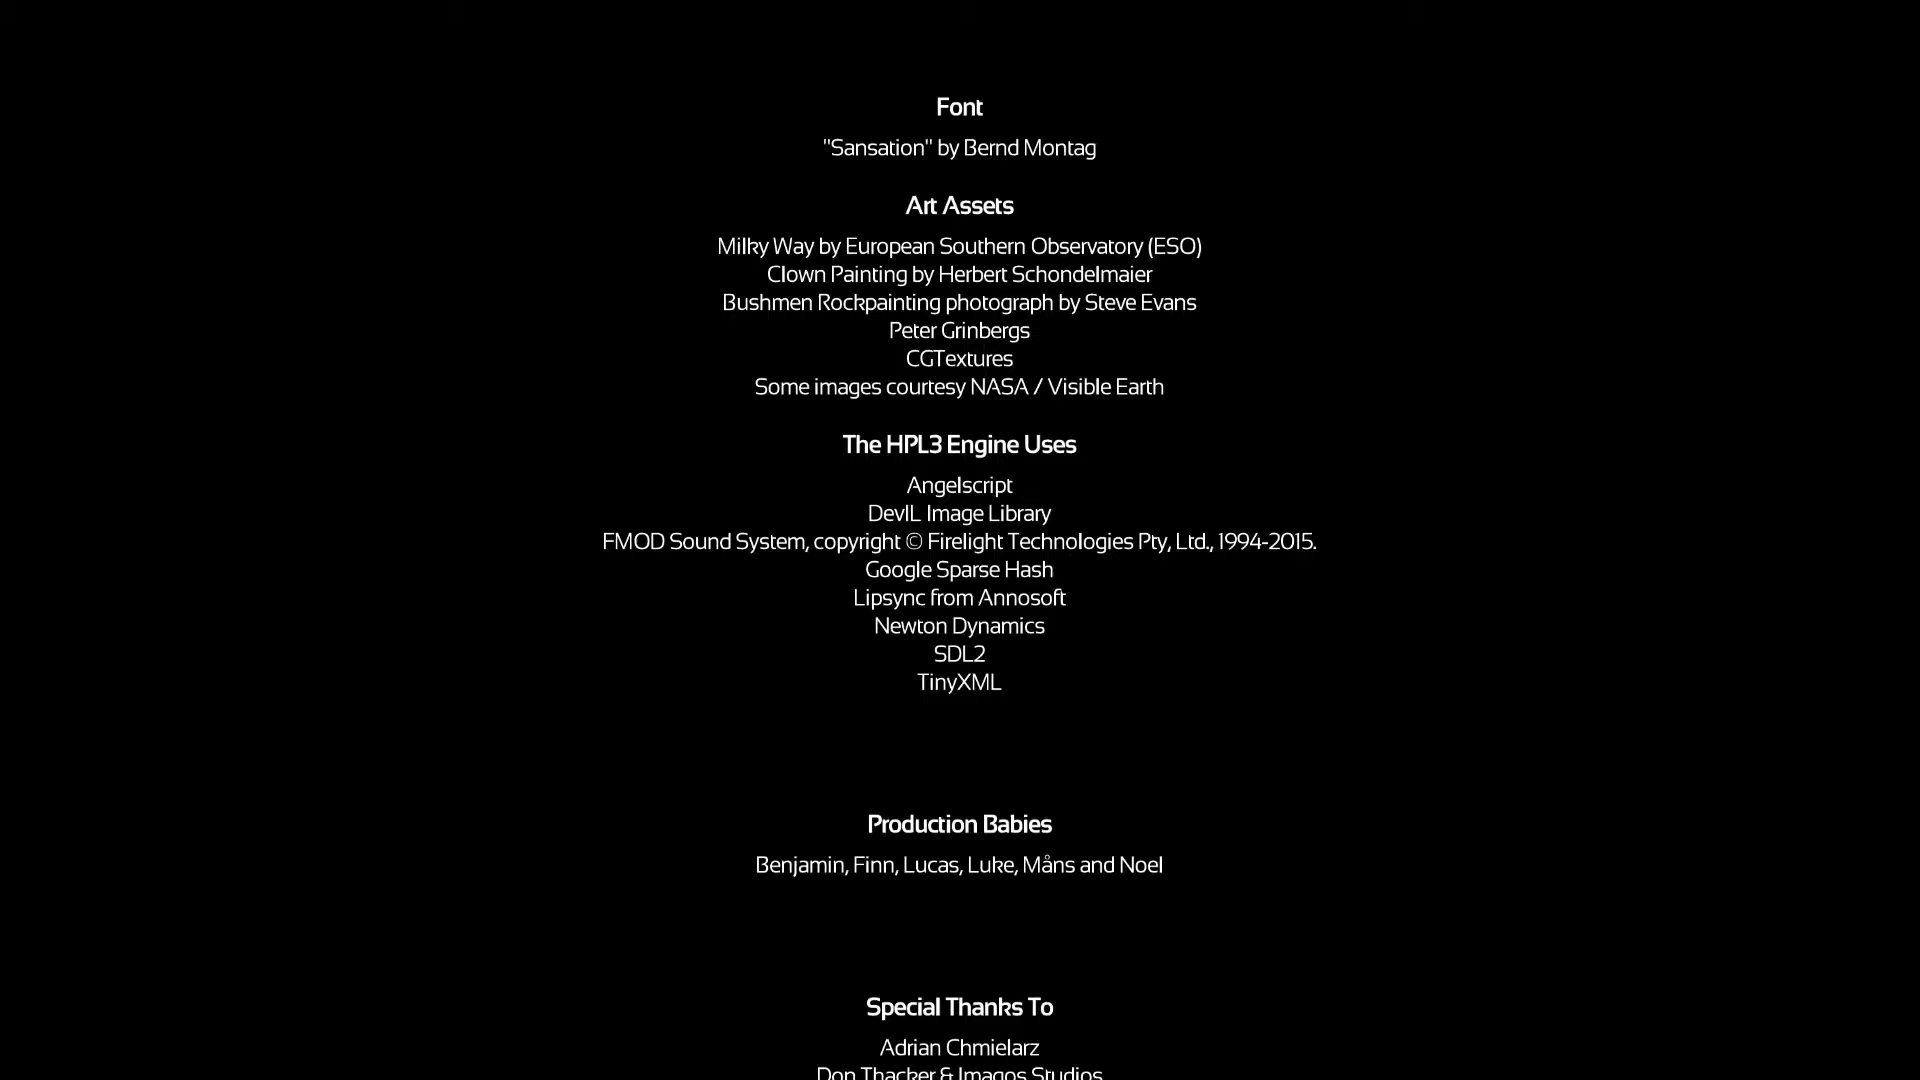 Font
"Sansation" by Bernd Montag
Art Assets
Milky Way by European Southern Observatory (ESO)
Clown Painting by Herbert Schondelmaier
Bushmen Rockpainting photograph by Steve Evans
Peter Grinbergs
CGTextures
Some images courtesy NASA / Visible Earth
The HPL3 Engine Uses
Angelscript
DevIL Image Library
FMOD Sound System, copyright © Firelight Technologies Pty, Ltd., 1994-2015.
Google Sparse Hash
Lipsync from Annosoft
Newton Dynamics
SDL2
TinyXML
Production Babies
Benjamin, Finn, Lucas, Luke, Måns and Noel
Special Thanks To
Adrian Chmielarz
Don Thacker & Imagos Studios